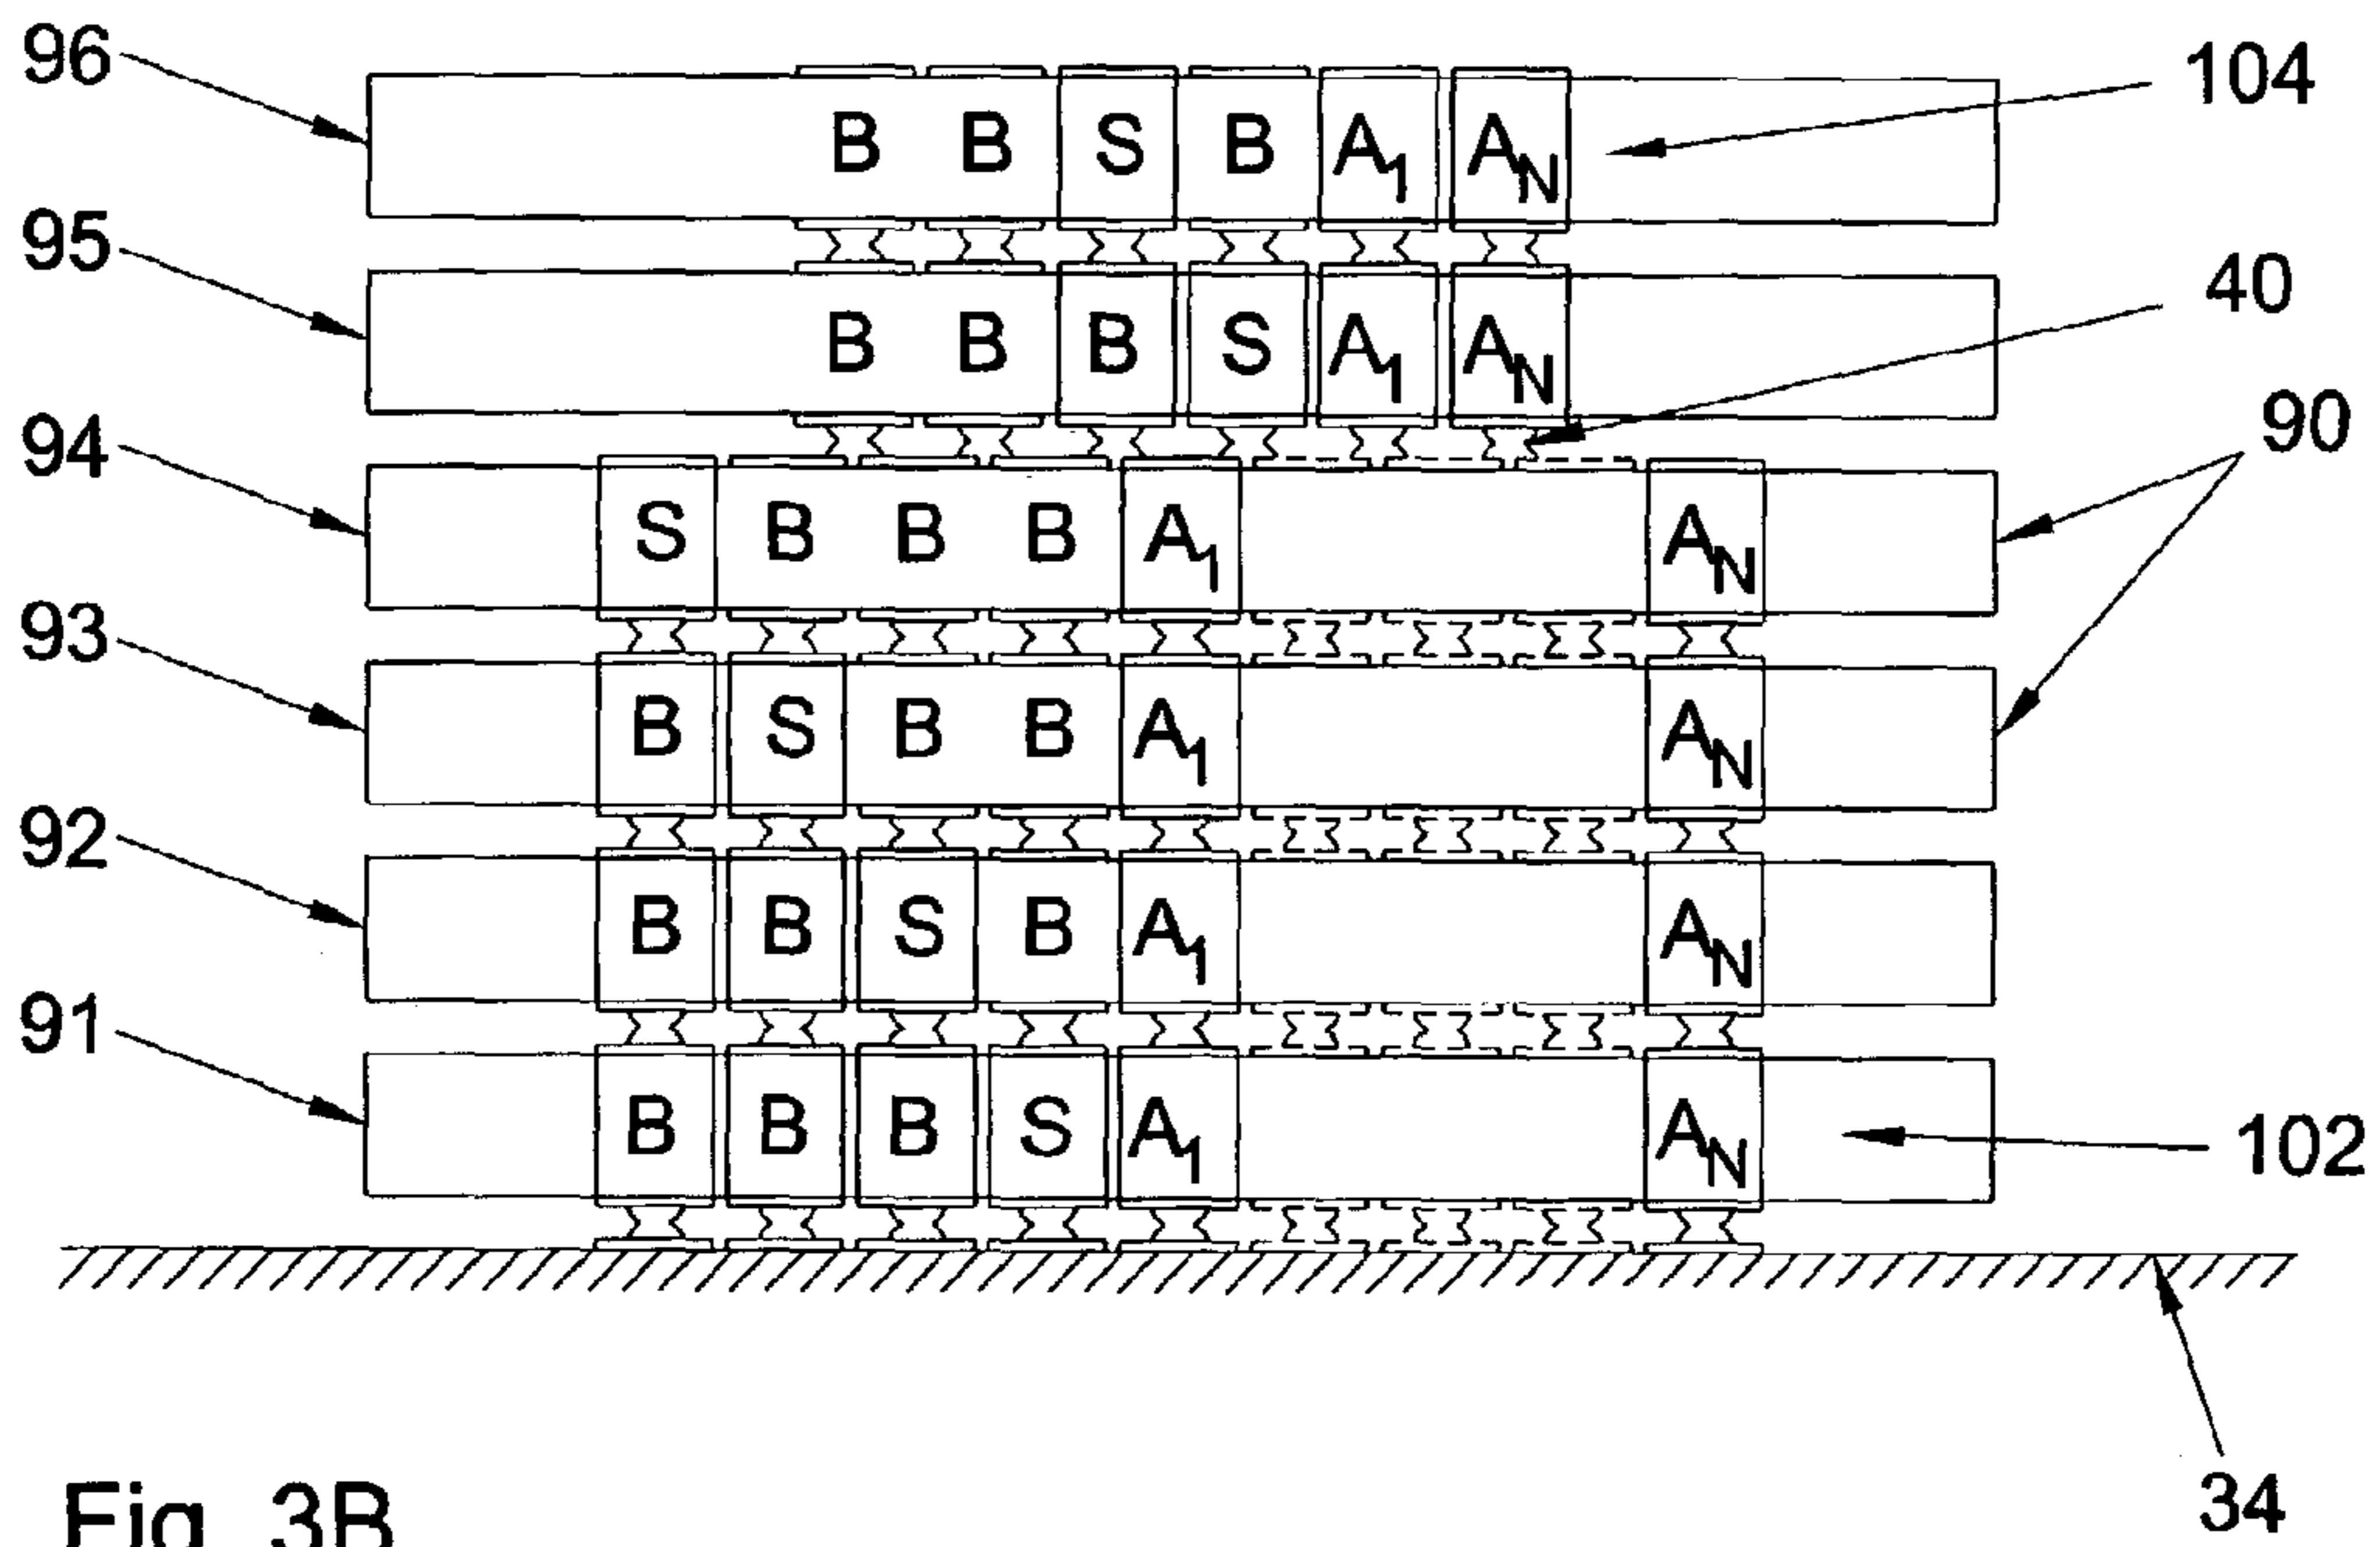 96 B B S B A1 AN 104
95 B B B S A1 AN 40
94 S B B B A1 AN 90
93 B S B B A1 AN
92 B B S B A1 AN
91 B B B S A1 AN 102
34
Fig. 3B